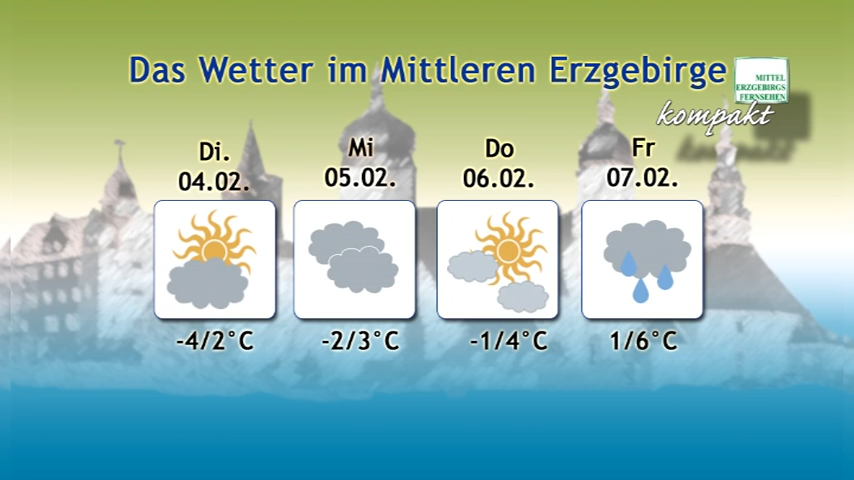 Das Wetter im Mittleren Erzgebirge
MITTEL
ERZGEBIRGS
FERNSEHEN
kompakt
Di.
04.02.
Mi
05.02.
Do
06.02.
Fr
07.02.
-4/2°C
-2/3°C
-1/4°C
1/6°C